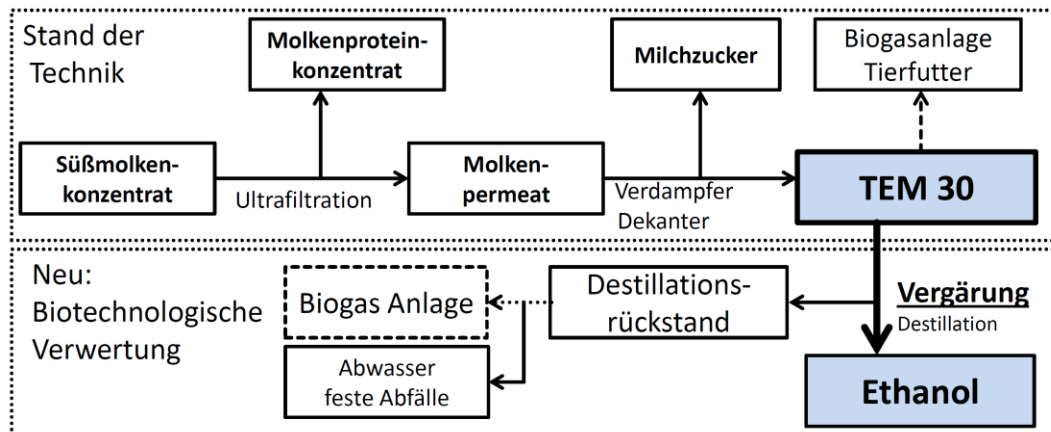 Stand der
Technik
Molkenprotein-
konzentrat
Milchzucker
Biogasanlage
Tierfutter
Süßmolken-
konzentrat
Ultrafiltration
Molken-
permeat
Verdampfer
Dekanter
TEM 30
Neu:
Biotechnologische
Verwertung
Biogas Anlage
Abwasser
feste Abfälle
Destillations-
rückstand
Vergärung
Destillation
Ethanol